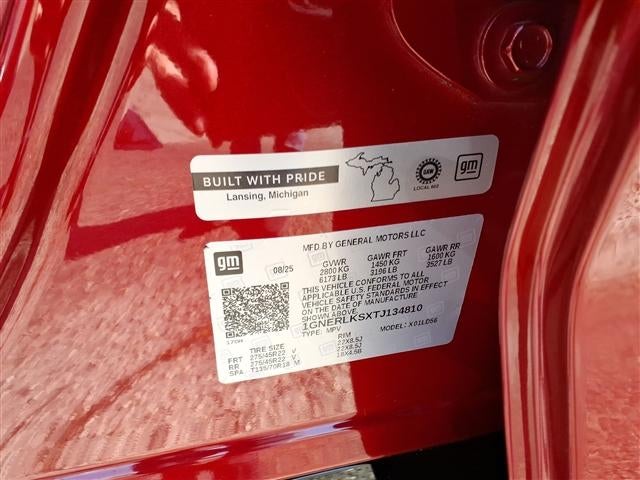 BUILT WITH PRIDE
Lansing, Michigan
UAW
LOCAL 602
gm
gm
MFD BY GENERAL MOTORS LLC
08/25
GVWR GAWR FRT GAWR RR
2800 KG 1450 KG 1600 KG
6173 LB 3196 LB 3527 LB
THIS VEHICLE CONFORMS TO ALL APPLICABLE U.S. FEDERAL MOTOR
VEHICLE SAFETY STANDARDS IN EFFECT
ON THE DATE OF MANUFACTURE
1GNERLKSXTJ134810
TYPE: MPV MODEL: X01LD56
TIRE SIZE RIM
FRT 275/45R22 V 22X8.5J
RR 275/45R22 V 22X8.5J
SPA T135/70R18 M 18X4.5B